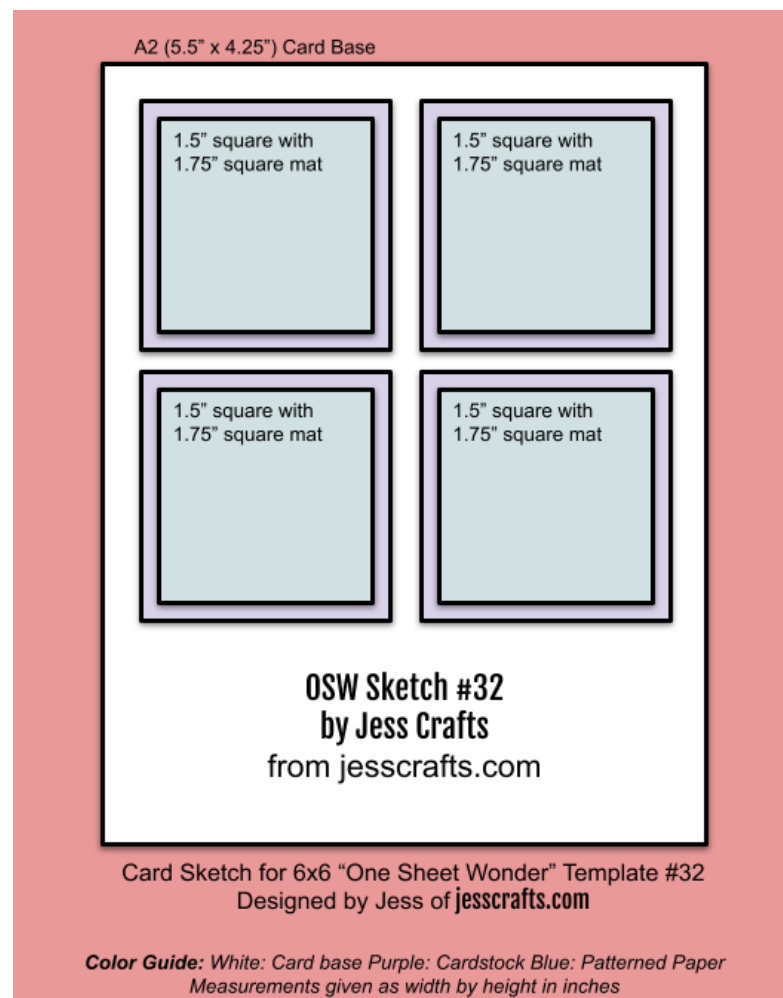 A2 (5.5” x 4.25”) Card Base
1.5” square with
1.75” square mat
1.5” square with
1.75” square mat
1.5” square with
1.75” square mat
1.5” square with
1.75” square mat
OSW Sketch #32
by Jess Crafts
from jesscrafts.com
Card Sketch for 6x6 “One Sheet Wonder” Template #32
Designed by Jess of jesscrafts.com
Color Guide: White: Card base Purple: Cardstock Blue: Patterned Paper
Measurements given as width by height in inches